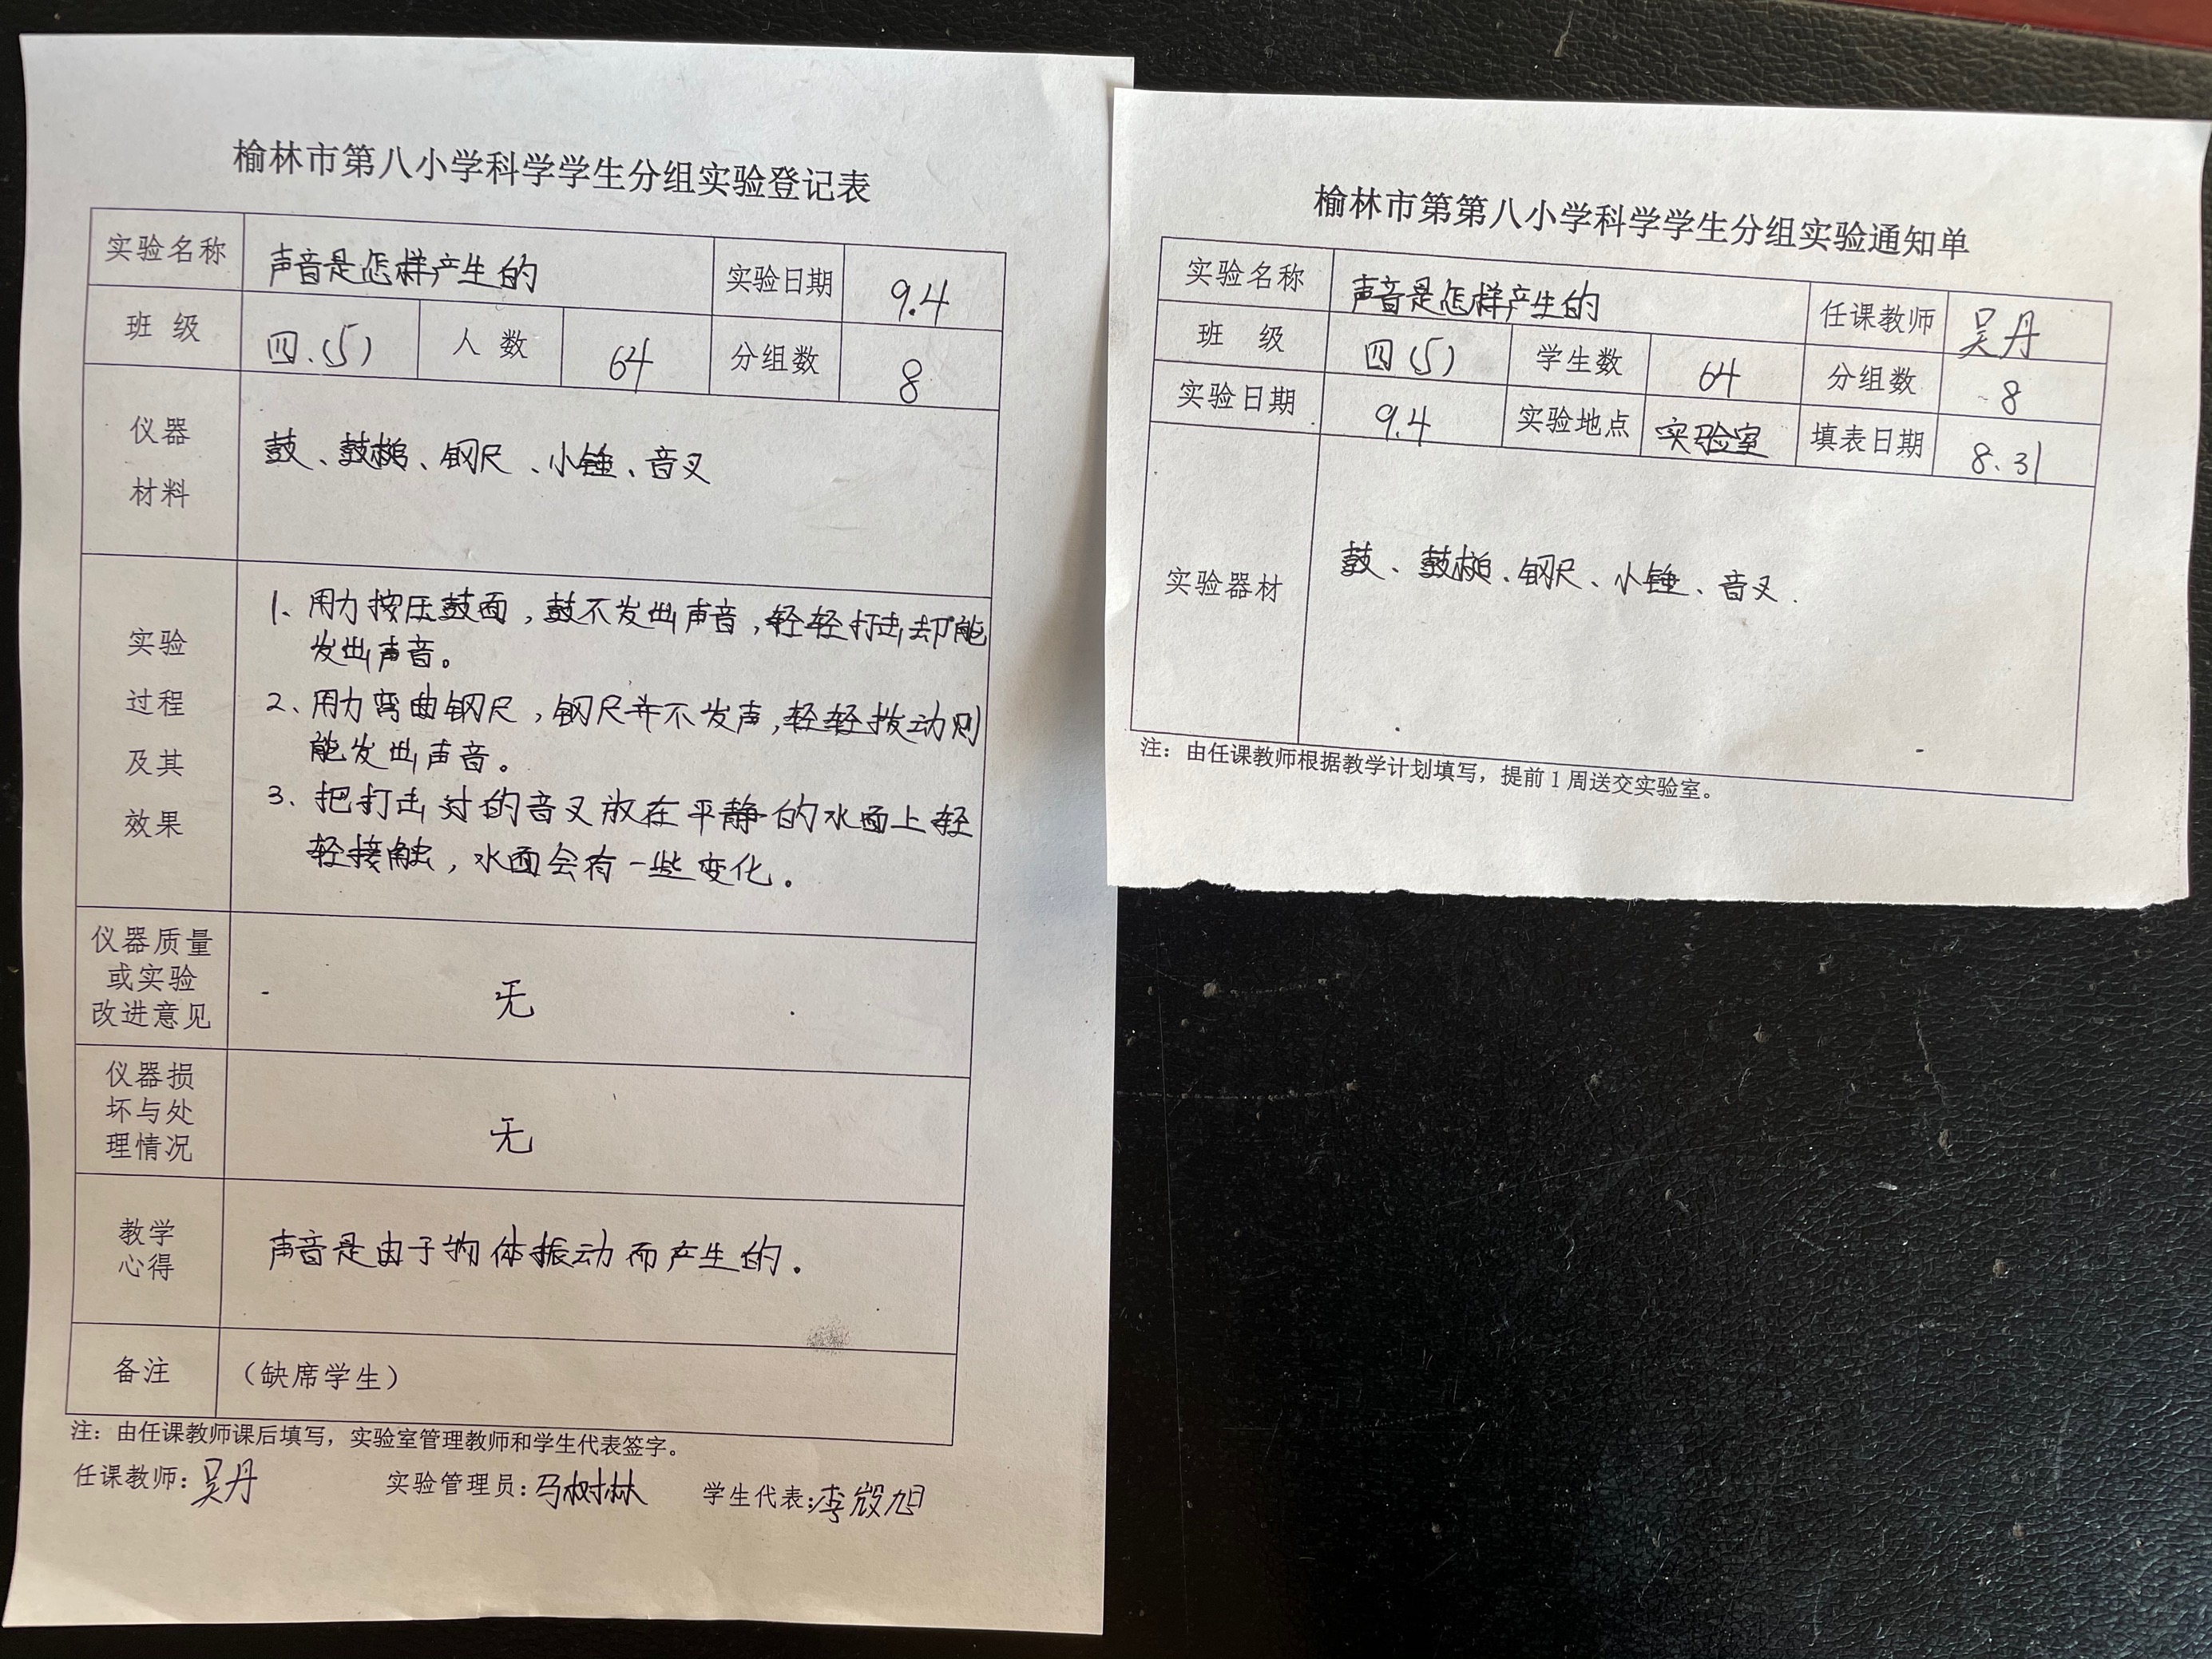 榆林市第八小学科学学生分组实验登记表
实验名称 声音是怎样产生的 实验日期 9.4
班 级 四.(5) 人 数 64 分组数 8
仪器
材料
鼓、鼓槌、钢尺、小锤、音叉
实验
过程
及其
效果
1、用力按压鼓面，鼓不发出声音，轻轻打击却能
发出声音。
2、用力弯曲钢尺，钢尺并不发声，轻轻拨动则
能发出声音。
3、把打击过的音叉放在平静的水面上轻
轻接触，水面会有一些变化。
仪器质量
或实验
改进意见
无
仪器损
坏与处
理情况
无
教学
心得
声音是由于物体振动而产生的.
备注 （缺席学生）
注：由任课教师课后填写，实验室管理教师和学生代表签字。
任课教师：吴丹 实验管理员：马树林 学生代表：李旭
榆林市第第八小学科学学生分组实验通知单
实验名称 声音是怎样产生的 任课教师 吴丹
班 级 四(5) 学生数 64 分组数 8
实验日期 9.4 实验地点 实验室 填表日期 8.31
实验器材 鼓、鼓槌、钢尺、小锤、音叉.
注：由任课教师根据教学计划填写，提前1周送交实验室。